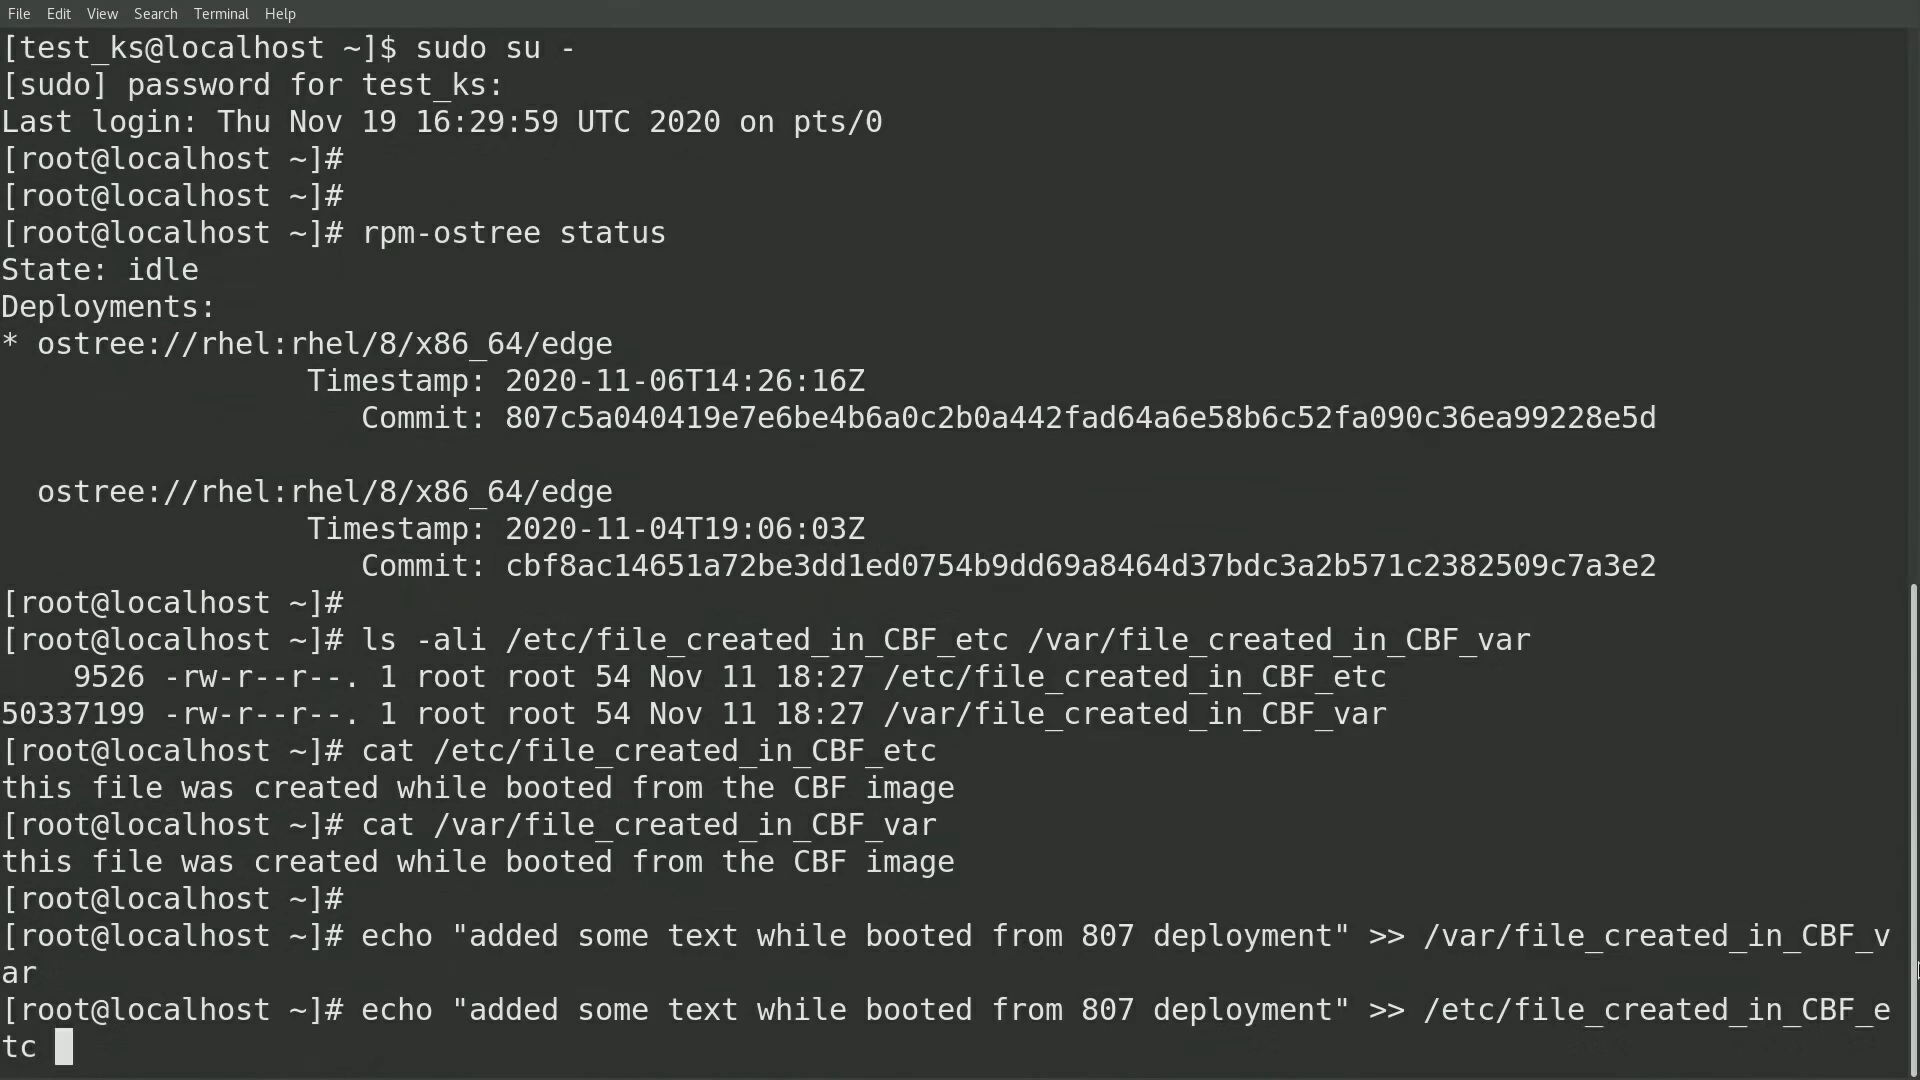 File Edit View Search Terminal Help
[test_ks@localhost ~]$ sudo su -
[sudo] password for test_ks:
Last login: Thu Nov 19 16:29:59 UTC 2020 on pts/0
[root@localhost ~]#
[root@localhost ~]#
[root@localhost ~]# rpm-ostree status
State: idle
Deployments:
* ostree://rhel:rhel/8/x86_64/edge
                 Timestamp: 2020-11-06T14:26:16Z
                    Commit: 807c5a040419e7e6be4b6a0c2b0a442fad64a6e58b6c52fa090c36ea99228e5d

  ostree://rhel:rhel/8/x86_64/edge
                 Timestamp: 2020-11-04T19:06:03Z
                    Commit: cbf8ac14651a72be3dd1ed0754b9dd69a8464d37bdc3a2b571c2382509c7a3e2
[root@localhost ~]#
[root@localhost ~]# ls -ali /etc/file_created_in_CBF_etc /var/file_created_in_CBF_var
    9526 -rw-r--r--. 1 root root 54 Nov 11 18:27 /etc/file_created_in_CBF_etc
50337199 -rw-r--r--. 1 root root 54 Nov 11 18:27 /var/file_created_in_CBF_var
[root@localhost ~]# cat /etc/file_created_in_CBF_etc
this file was created while booted from the CBF image
[root@localhost ~]# cat /var/file_created_in_CBF_var
this file was created while booted from the CBF image
[root@localhost ~]#
[root@localhost ~]# echo "added some text while booted from 807 deployment" >> /var/file_created_in_CBF_v
ar
[root@localhost ~]# echo "added some text while booted from 807 deployment" >> /etc/file_created_in_CBF_e
tc